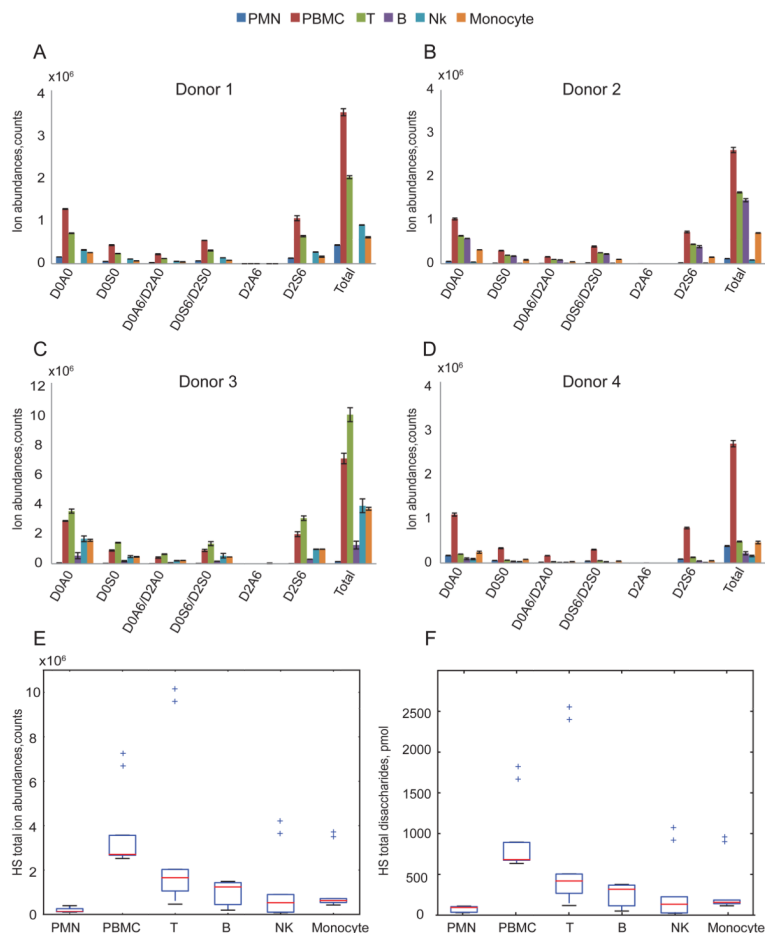 PMN PBMC T B Nk Monocyte
A
x10⁶
Donor 1
Ion abundances,counts
4
3
2
1
0
D0A0
D0S0
D0A6/D2A0
D0S6/D2S0
D2A6
D2S6
Total
B
x10⁶
Donor 2
Ion abundances,counts
4
3
2
1
0
D0A0
D0S0
D0A6/D2A0
D0S6/D2S0
D2A6
D2S6
Total
C
x10⁶
Donor 3
Ion abundances,counts
12
10
8
6
4
2
0
D0A0
D0S0
D0A6/D2A0
D0S6/D2S0
D2A6
D2S6
Total
D
x10⁶
Donor 4
Ion abundances,counts
4
3
2
1
0
D0A0
D0S0
D0A6/D2A0
D0S6/D2S0
D2A6
D2S6
Total
E
x10⁶
HS total ion abundances,counts
10
8
6
4
2
0
PMN PBMC T B NK Monocyte
F
HS total disaccharides, pmol
2500
2000
1500
1000
500
0
PMN PBMC T B NK Monocyte